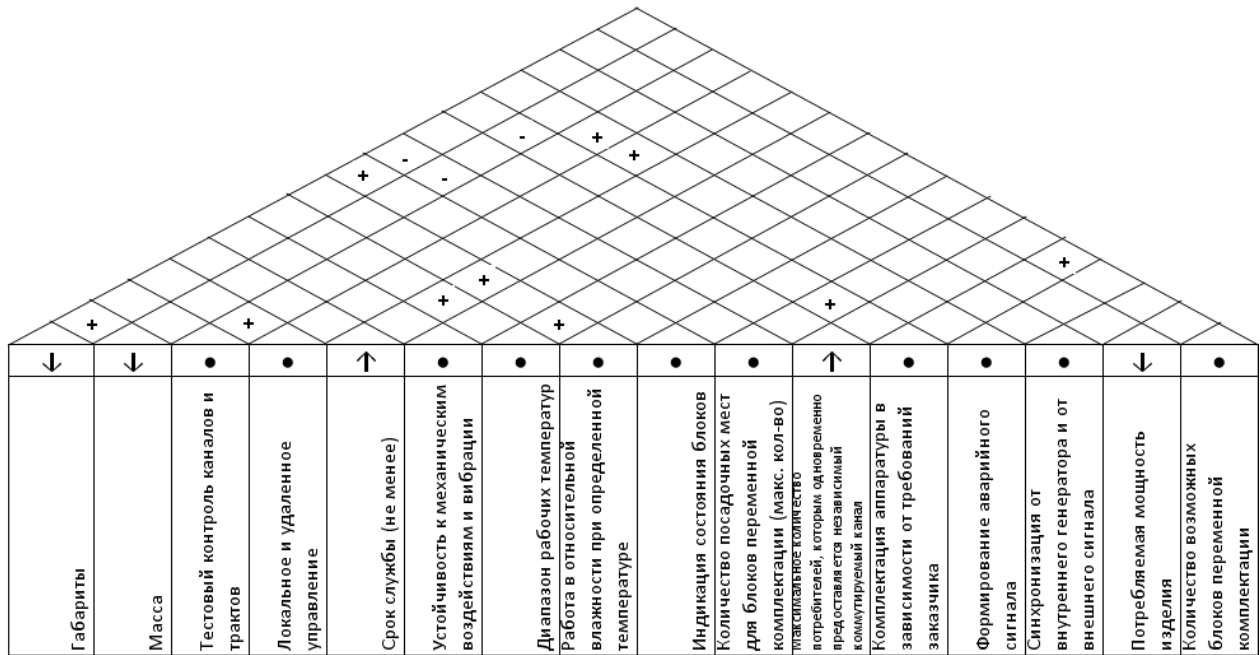 -
+
-
+
+
-
+
+
+
+
+
+
+
+
↓
↓
●
●
↑
●
●
●
●
●
↑
●
●
●
↓
●
Габариты
Масса
Тестовый контроль каналов и
трактов
Локальное и удаленное
управление
Срок службы (не менее)
Устойчивость к механическим
воздействиям и вибрации
Диапазон рабочих температур
Работа в относительной
влажности при определенной
температуре
Индикация состояния блоков
Количество посадочных мест
для блоков переменной
комплектации (макс. кол-во)
Максимальное количество
потребителей, которым одновременно
предоставляется независимый
коммутируемый канал
Комплектация аппаратуры в
зависимости от требований
заказчика
Формирование аварийного
сигнала
Синхронизация от
внутреннего генератора и от
внешнего сигнала
Потребляемая мощность
изделия
Количество возможных
блоков переменной
комплектации